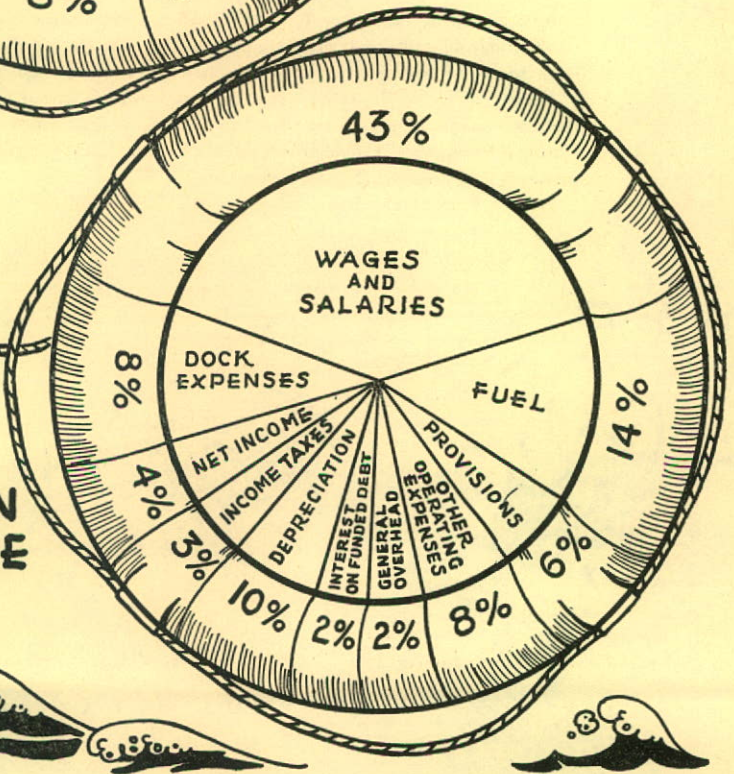 43%
WAGES
AND
SALARIES
DOCK
EXPENSES
8%
FUEL
14%
NET INCOME
4%
INCOME TAXES
3%
DEPRECIATION
10%
INTEREST
ON FUNDED DEBT
2%
GENERAL
OVERHEAD
2%
OTHER
OPERATING
EXPENSES
8%
PROVISIONS
6%